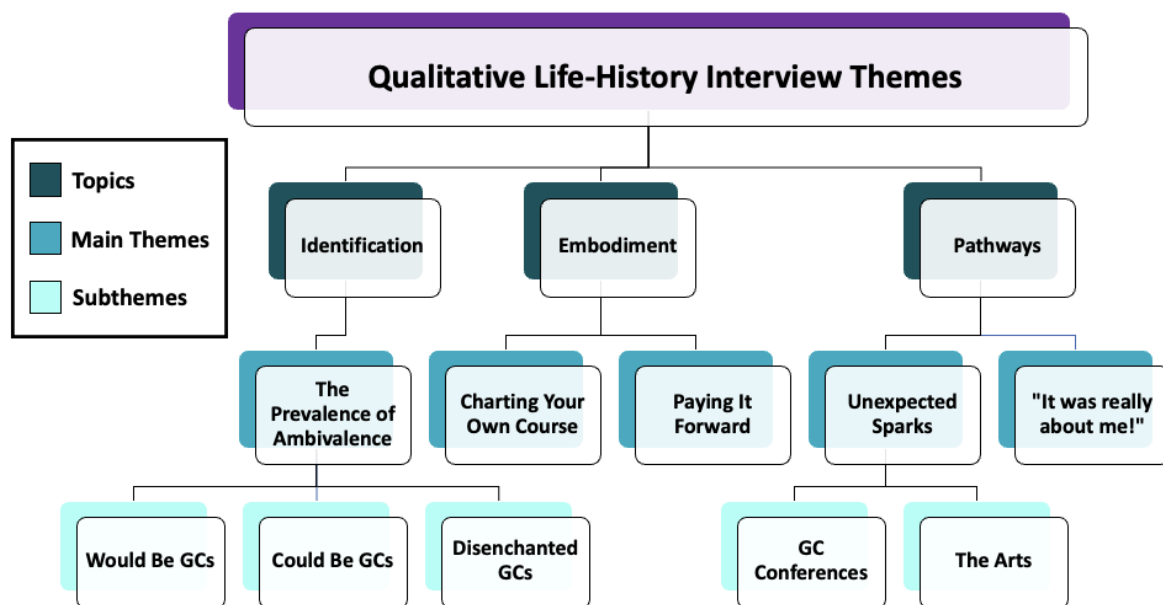 Qualitative Life-History Interview Themes
Topics
Main Themes
Subthemes
Identification
Embodiment
Pathways
The
Prevalence of
Ambivalence
Charting Your
Own Course
Paying It
Forward
Unexpected
Sparks
"It was really
about me!"
Would Be GCs
Could Be GCs
Disenchanted
GCs
GC
Conferences
The Arts